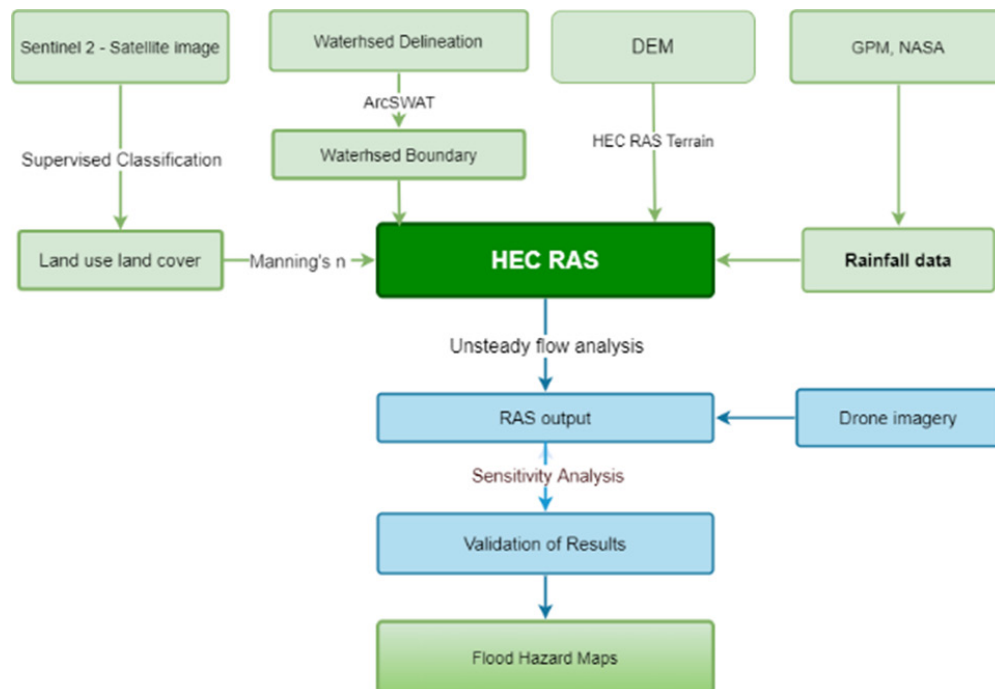 Sentinel 2 - Satellite image
Waterhsed Delineation
DEM
GPM, NASA
ArcSWAT
HEC RAS Terrain
Supervised Classification
Waterhsed Boundary
Land use land cover
Manning's n
HEC RAS
Rainfall data
Unsteady flow analysis
RAS output
Drone imagery
Sensitivity Analysis
Validation of Results
Flood Hazard Maps